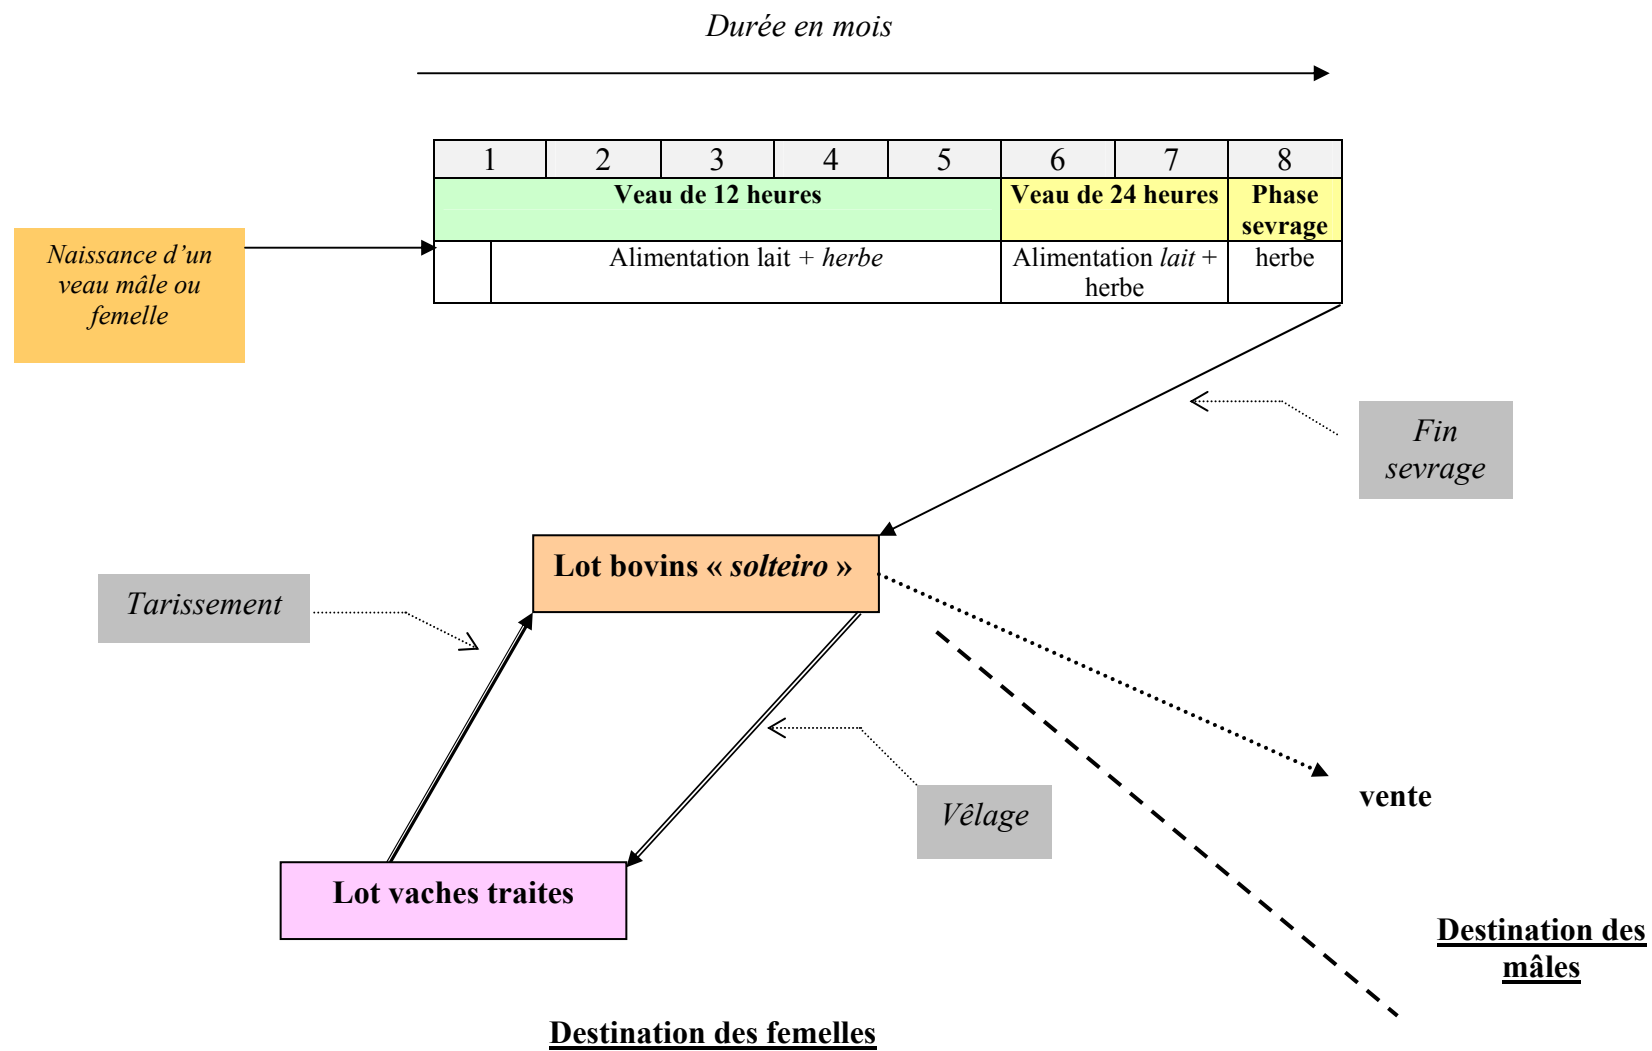 Durée en mois
1 2 3 4 5 6 7 8
Veau de 12 heures
Veau de 24 heures
Phase
sevrage
Naissance d'un
veau mâle ou
femelle
Alimentation lait + herbe
Alimentation lait +
herbe
herbe
Fin
sevrage
Lot bovins « solteiro »
Tarissement
vente
Vêlage
Lot vaches traites
Destination des
mâles
Destination des femelles